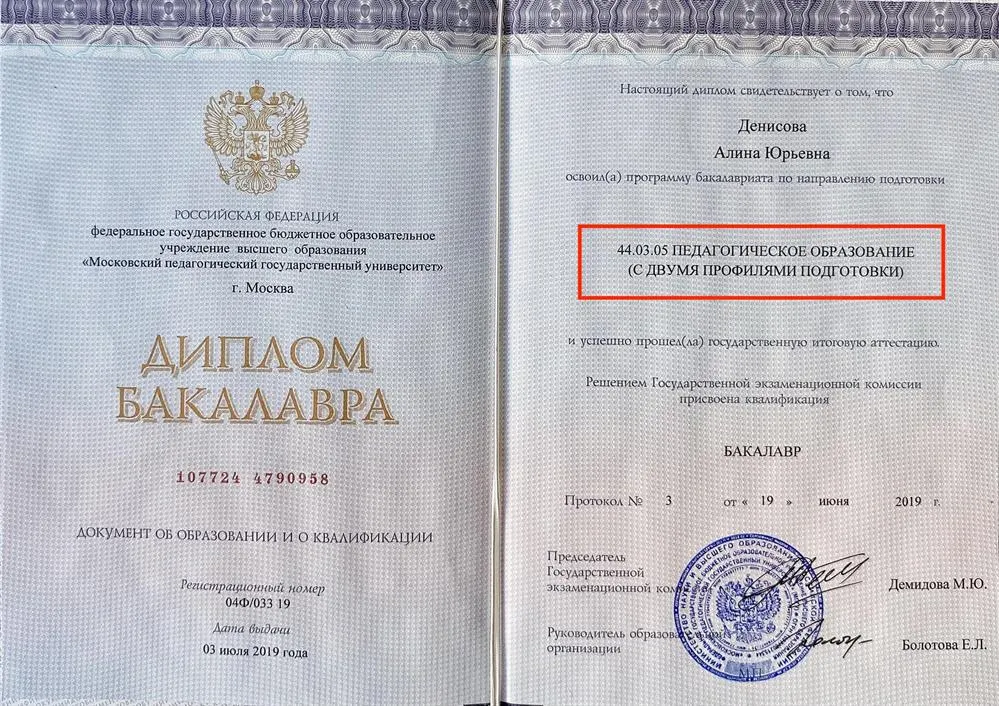 РОССИЙСКАЯ ФЕДЕРАЦИЯ
федеральное государственное бюджетное образовательное
учреждение высшего образования
«Московский педагогический государственный университет»
г. Москва
ДИПЛОМ
БАКАЛАВРА
107724 4790958
ДОКУМЕНТ ОБ ОБРАЗОВАНИИ И О КВАЛИФИКАЦИИ
Регистрационный номер
04Ф/033 19
Дата выдачи
03 июля 2019 года
Настоящий диплом свидетельствует о том, что
Денисова
Алина Юрьевна
освоил(а) программу бакалавриата по направлению подготовки
44.03.05 ПЕДАГОГИЧЕСКОЕ ОБРАЗОВАНИЕ
(С ДВУМЯ ПРОФИЛЯМИ ПОДГОТОВКИ)
и успешно прошел(ла) государственную итоговую аттестацию.
Решением Государственной экзаменационной комиссии
присвоена квалификация
БАКАЛАВР
Протокол № 3 от « 19 » июня 2019 г.
Председатель
Государственной
экзаменационной
Демидова М.Ю.
Руководитель
организации
Болотова Е.Л.
М.П.